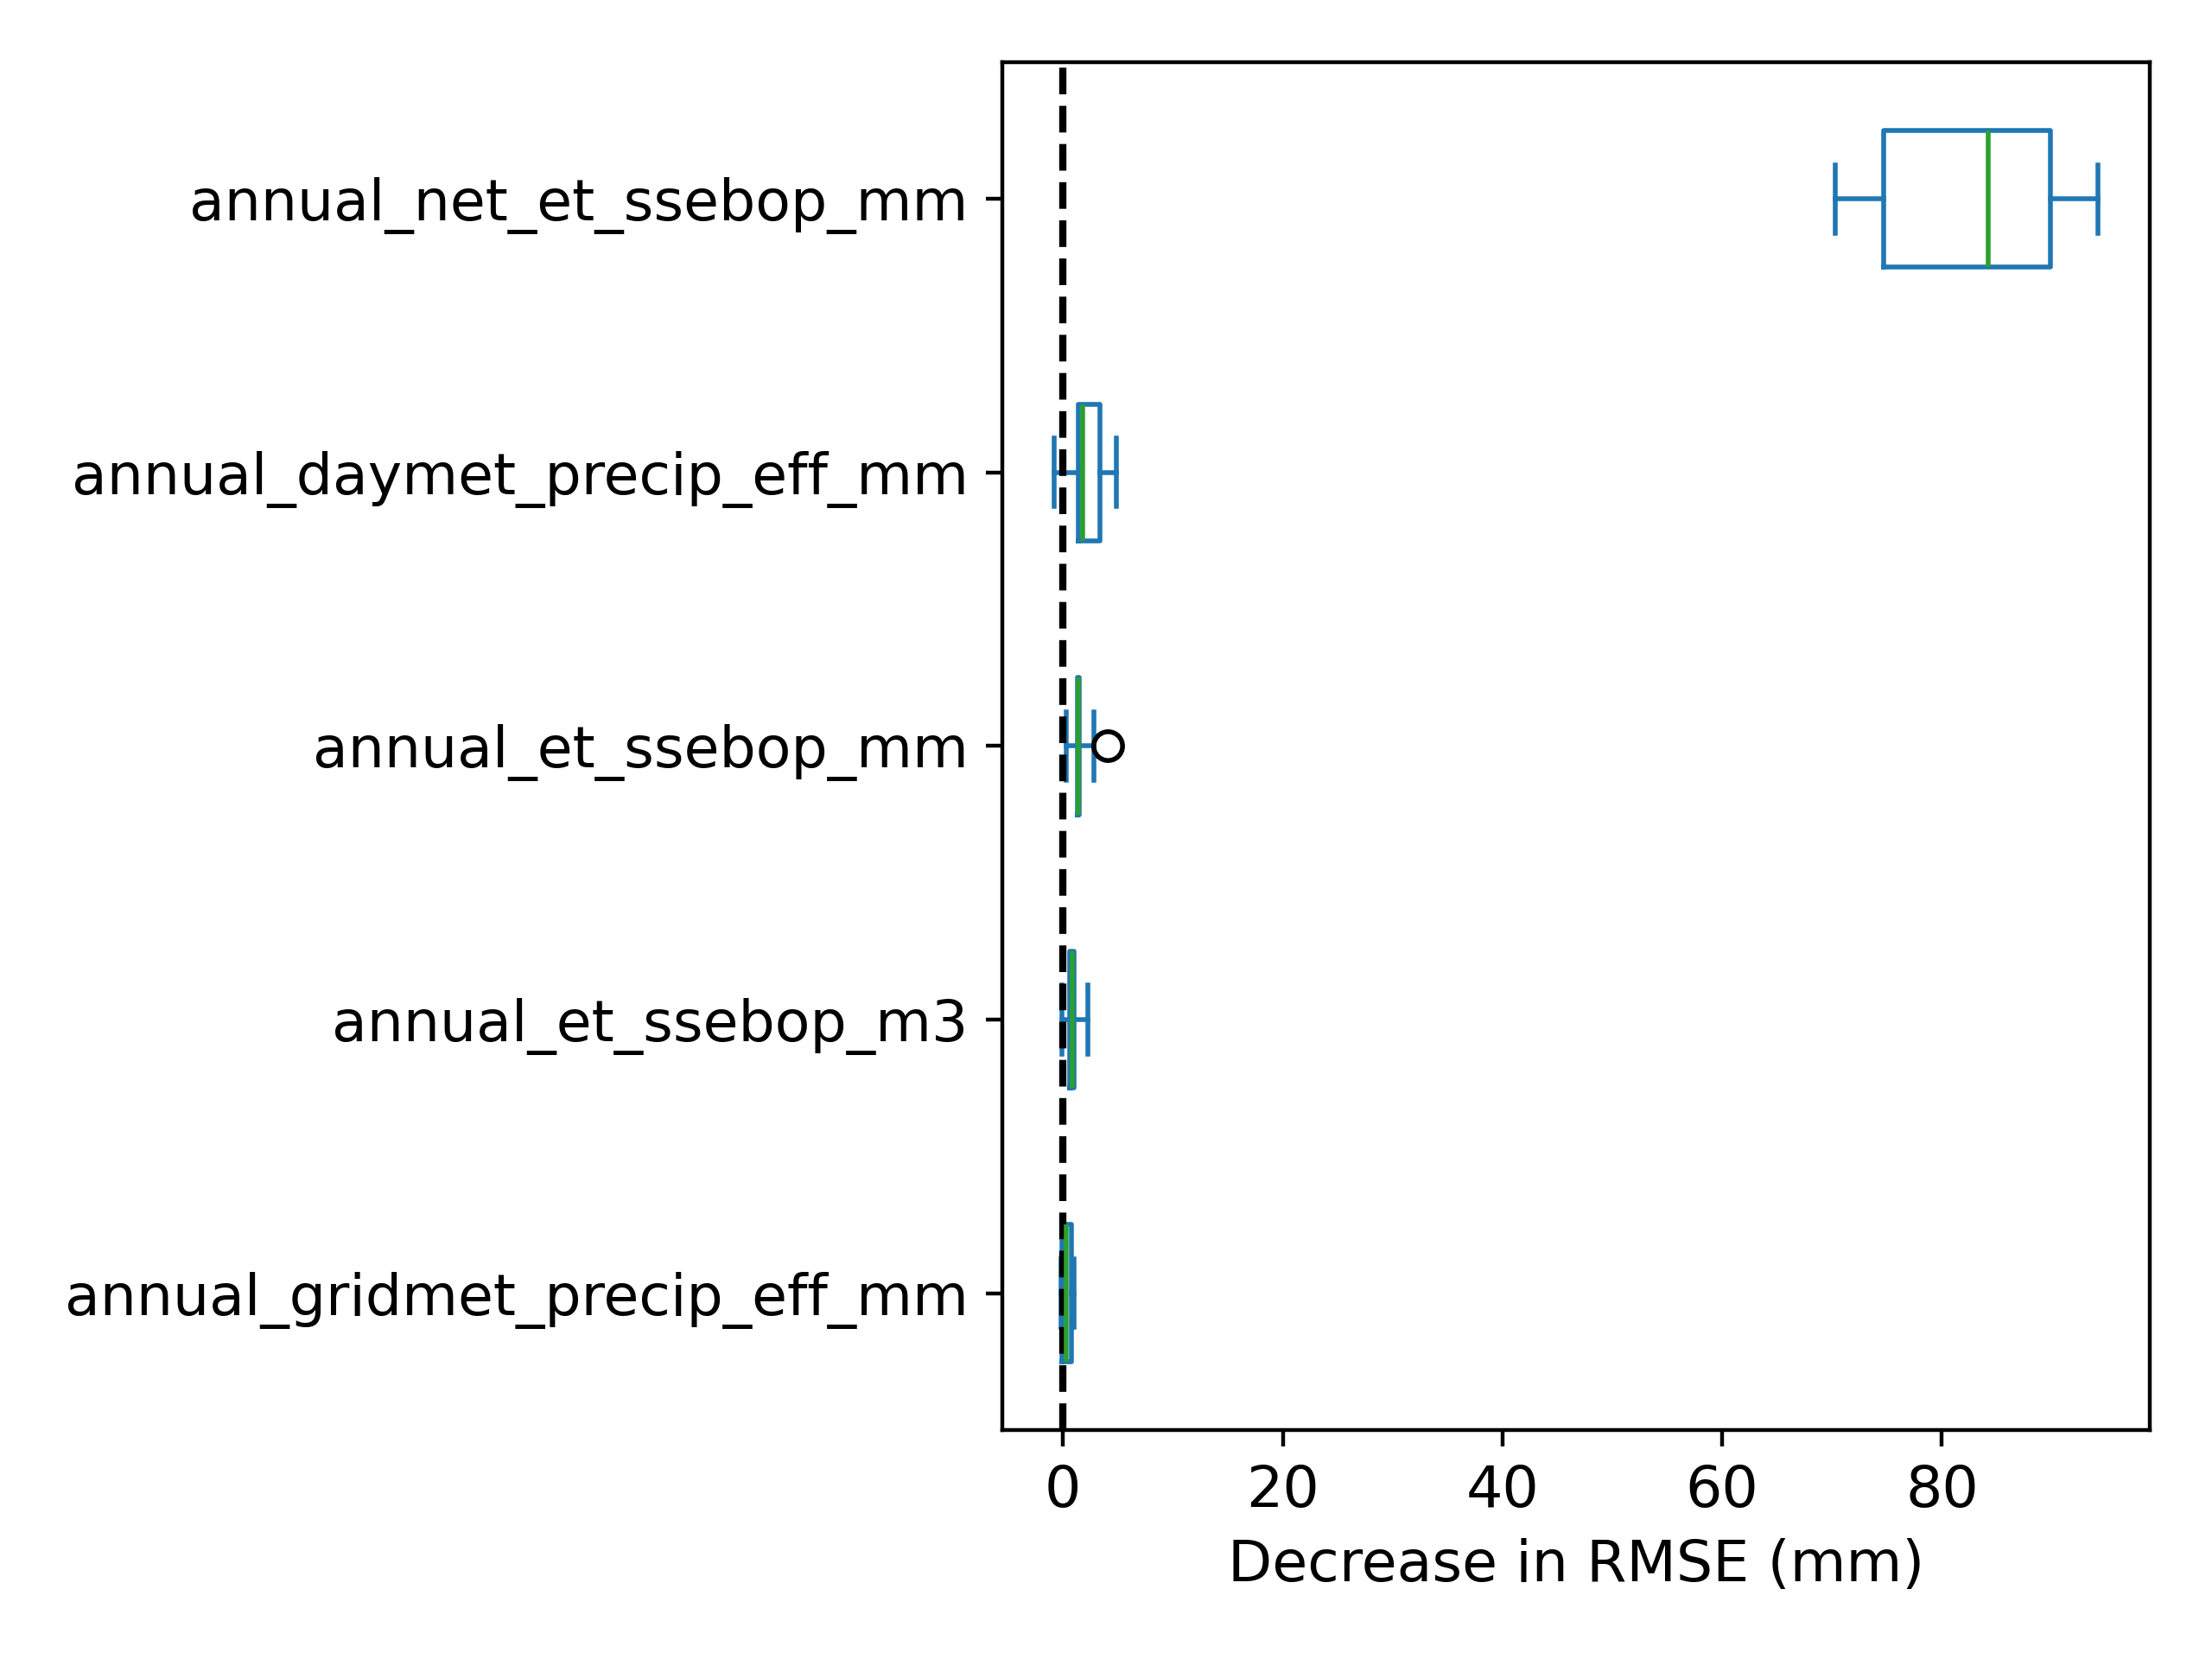 annual_net_et_ssebop_mm
annual_daymet_precip_eff_mm
annual_et_ssebop_mm
annual_et_ssebop_m3
annual_gridmet_precip_eff_mm
0 20 40 60 80
Decrease in RMSE (mm)